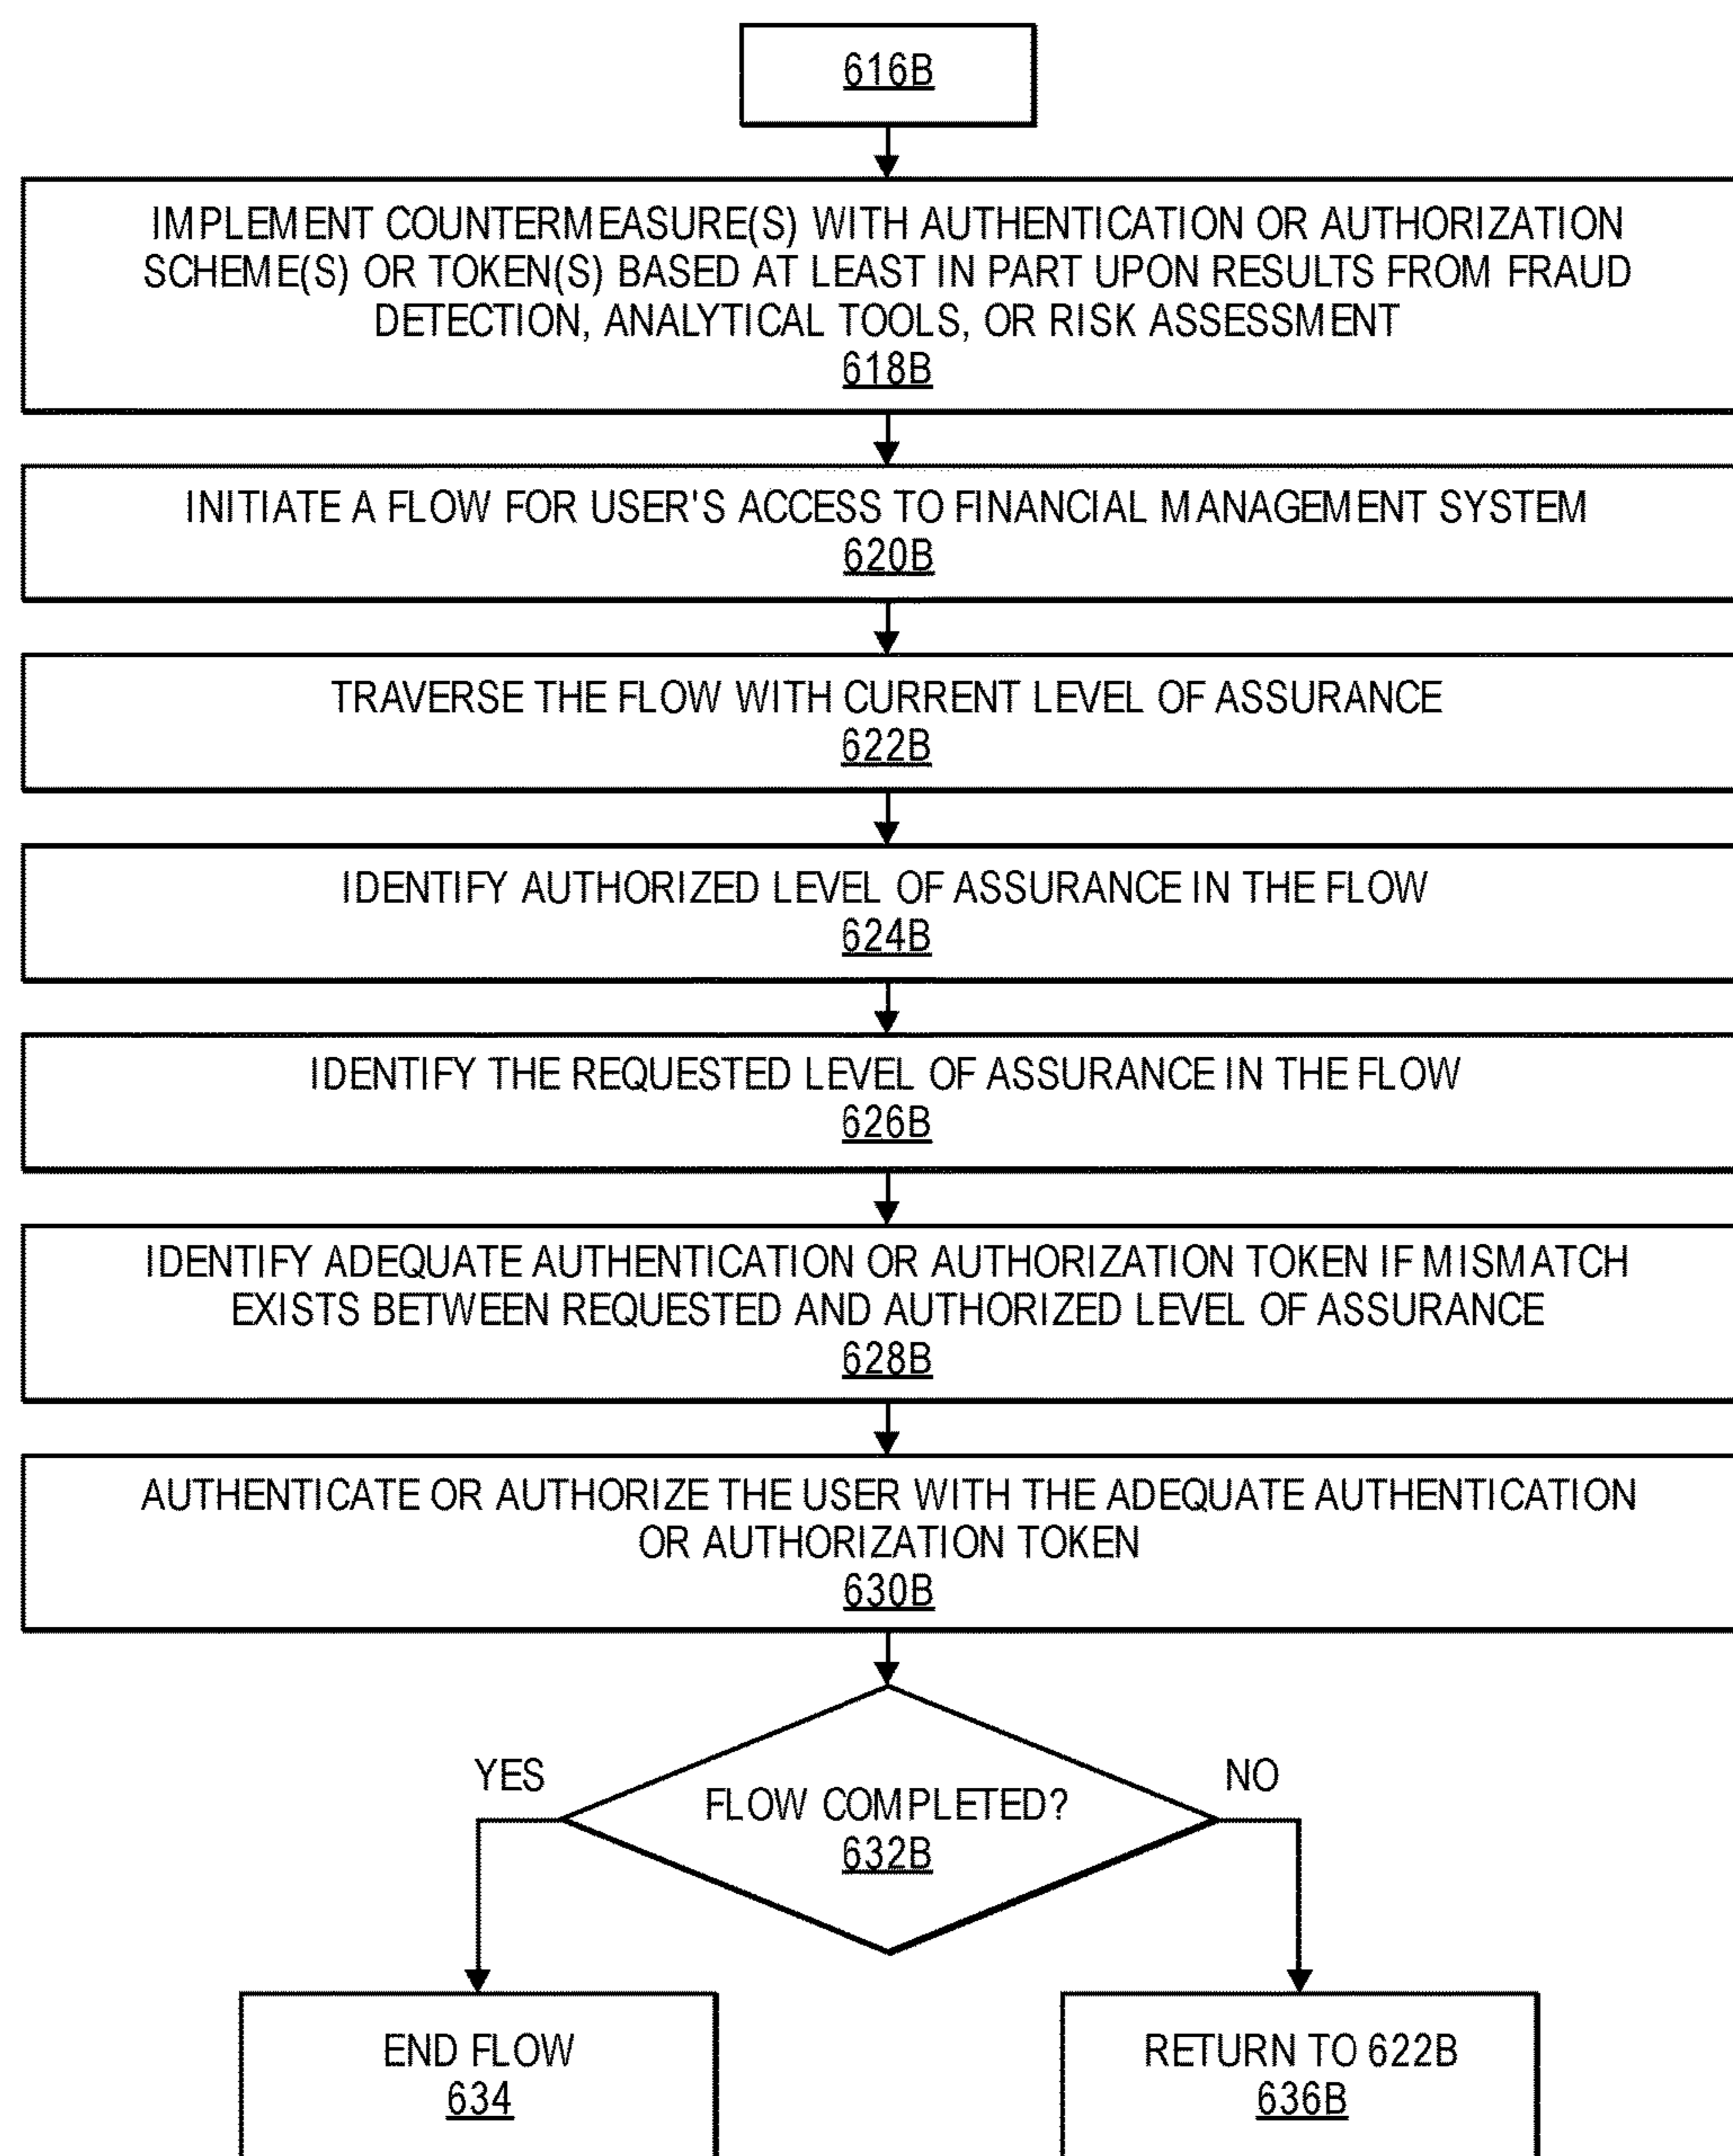 616B
IMPLEMENT COUNTERMEASURE(S) WITH AUTHENTICATION OR AUTHORIZATION
SCHEME(S) OR TOKEN(S) BASED AT LEAST IN PART UPON RESULTS FROM FRAUD
DETECTION, ANALYTICAL TOOLS, OR RISK ASSESSMENT
618B
INITIATE A FLOW FOR USER'S ACCESS TO FINANCIAL MANAGEMENT SYSTEM
620B
TRAVERSE THE FLOW WITH CURRENT LEVEL OF ASSURANCE
622B
IDENTIFY AUTHORIZED LEVEL OF ASSURANCE IN THE FLOW
624B
IDENTIFY THE REQUESTED LEVEL OF ASSURANCE IN THE FLOW
626B
IDENTIFY ADEQUATE AUTHENTICATION OR AUTHORIZATION TOKEN IF MISMATCH
EXISTS BETWEEN REQUESTED AND AUTHORIZED LEVEL OF ASSURANCE
628B
AUTHENTICATE OR AUTHORIZE THE USER WITH THE ADEQUATE AUTHENTICATION
OR AUTHORIZATION TOKEN
630B
YES
NO
FLOW COMPLETED?
632B
END FLOW
634
RETURN TO 622B
636B